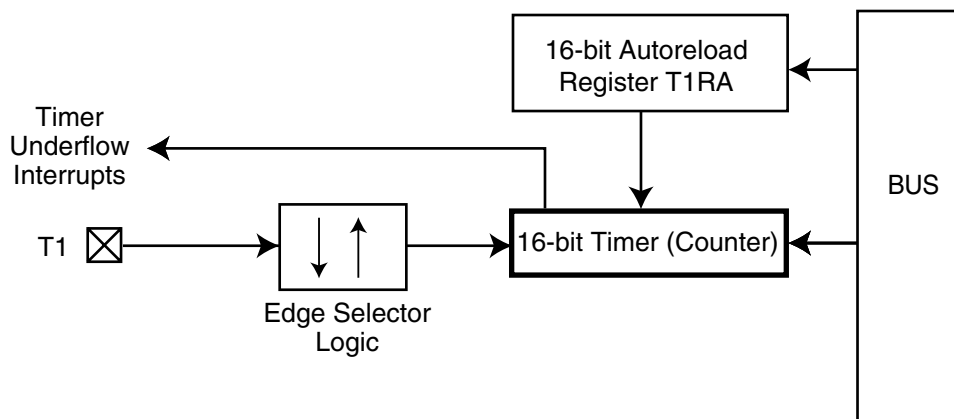 16-bit Autoreload
Register T1RA
Timer
Underflow
Interrupts
BUS
T1
16-bit Timer (Counter)
Edge Selector
Logic